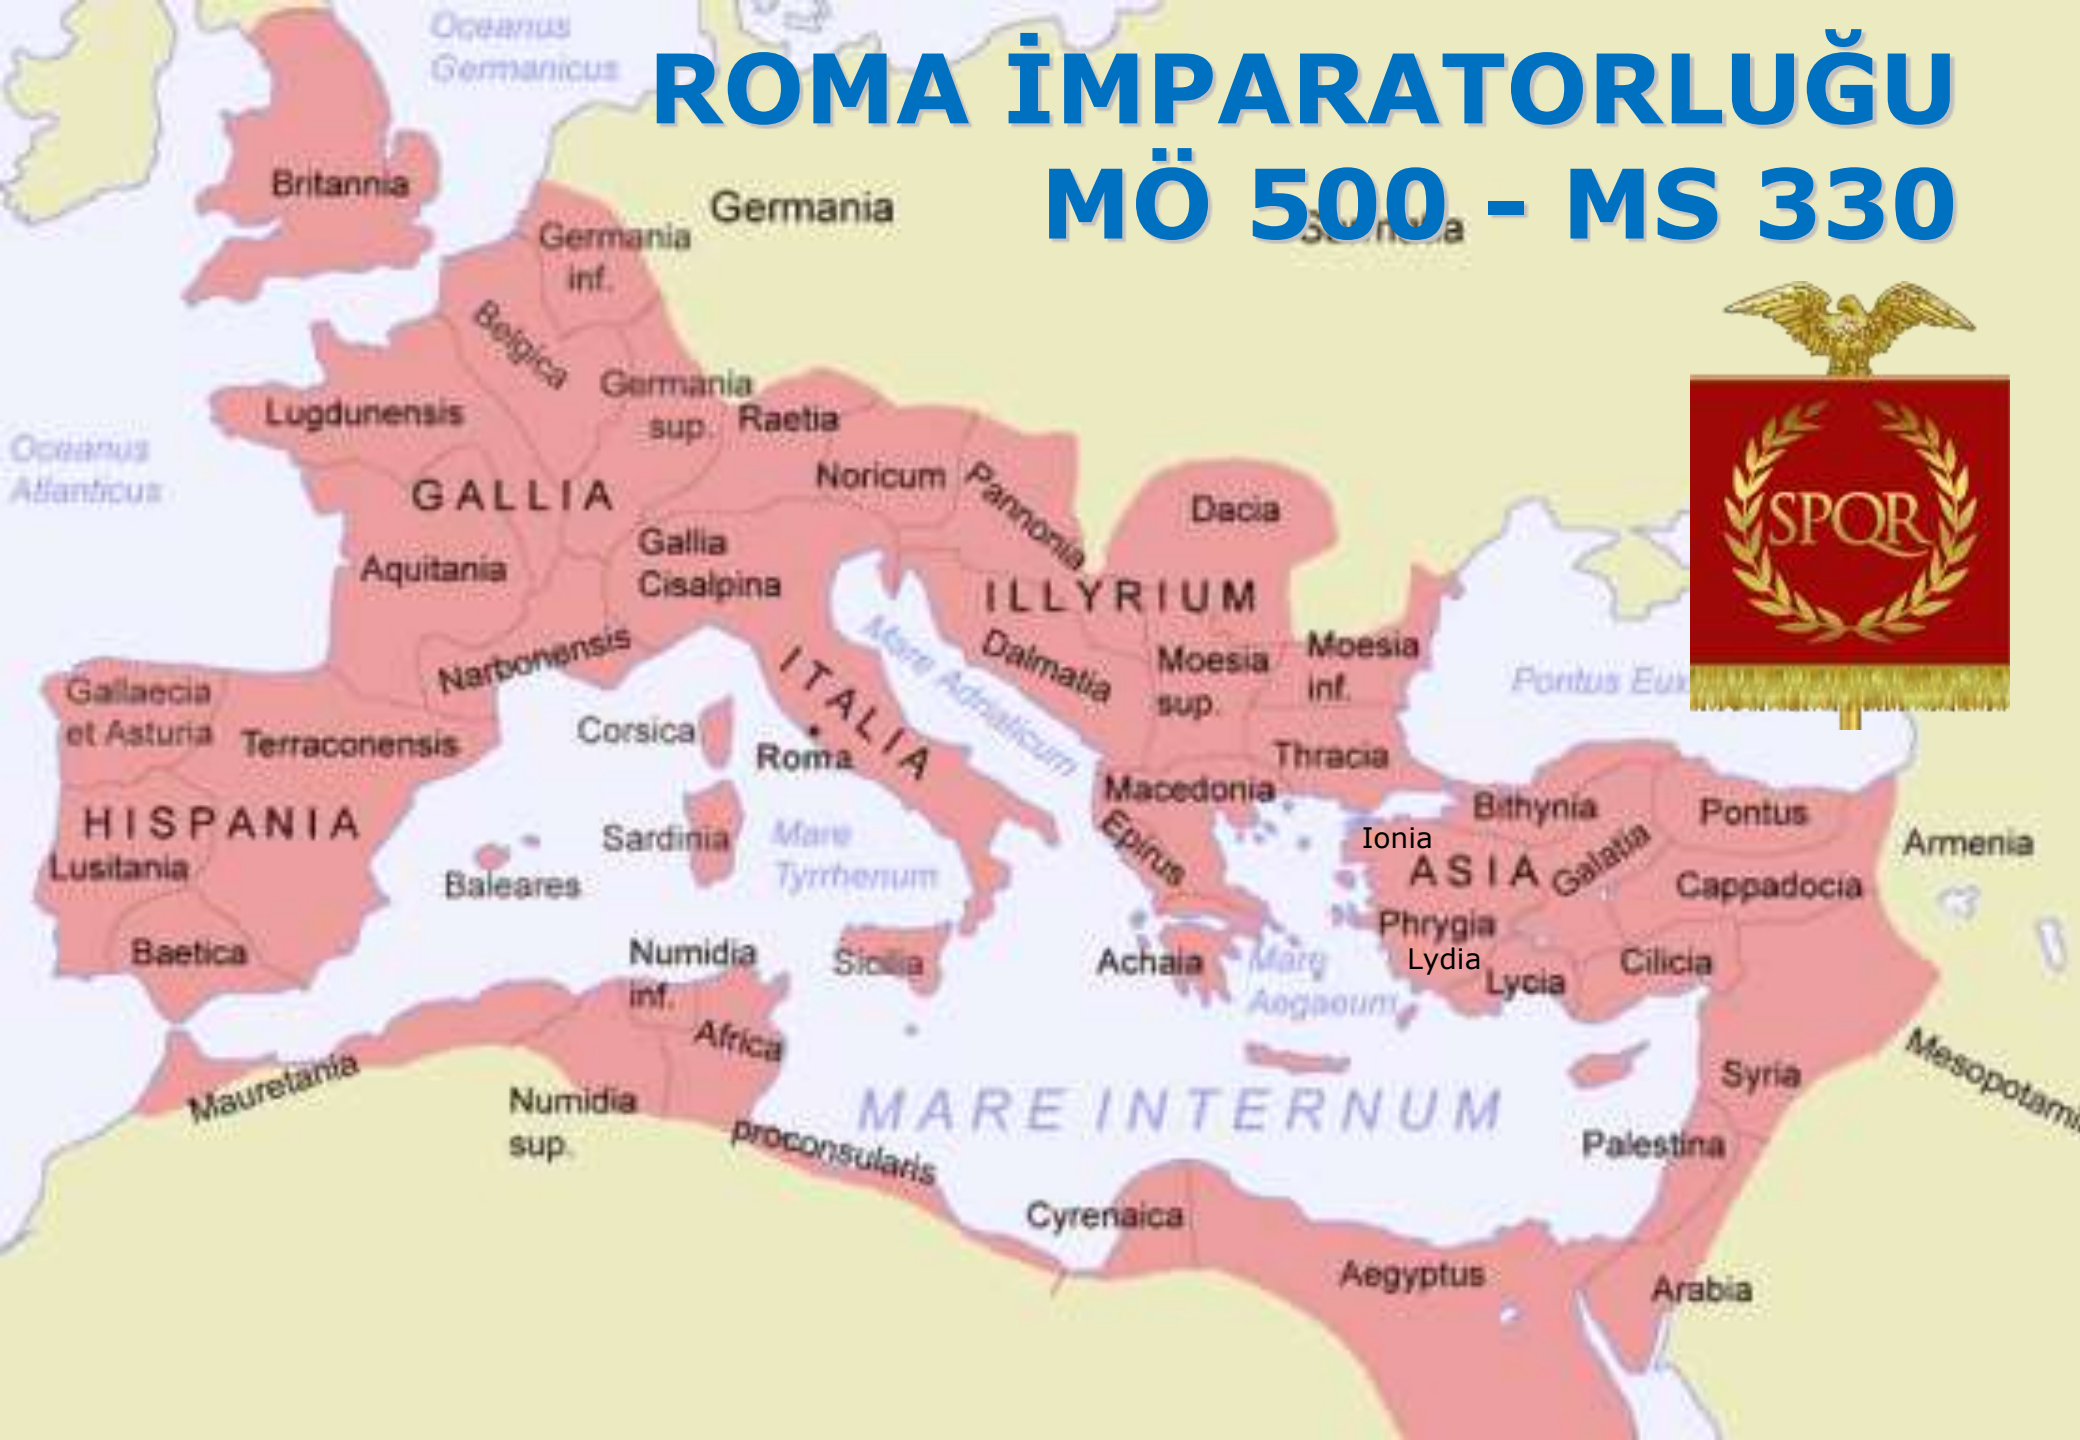 ROMA İMPARATORLUĞU
MÖ 500 - MS 330
Oceanus
Germanicus
Britannia
Germania
Germania
inf.
Belgica
Germania
sup.
Lugdunensis
Raetia
Oceanus
Atlanticus
GALLIA
Noricum
Pannonia
Dacia
SPQR
Gallia
Cisalpina
Aquitania
ILLYRIUM
Narbonensis
ITALIA
Mare Adriaticum
Dalmatia
Moesia
sup.
Moesia
inf.
Pontus Eux
Gallaecia
et Asturia
Terraconensis
Corsica
Roma
Thracia
Macedonia
Bithynia
Pontus
HISPANIA
Lusitania
Sardinia
Mare
Tyrrhenum
Epirus
Ionia
ASIA
Galatia
Armenia
Baleares
Cappadocia
Phrygia
Baetica
Numidia
inf.
Sicilia
Achaia
Mare
Aegaeum
Lydia
Lycia
Cilicia
Africa
Mauretania
Numidia
sup.
proconsularis
MARE INTERNUM
Syria
Mesopotami
Palestina
Cyrenaica
Aegyptus
Arabia